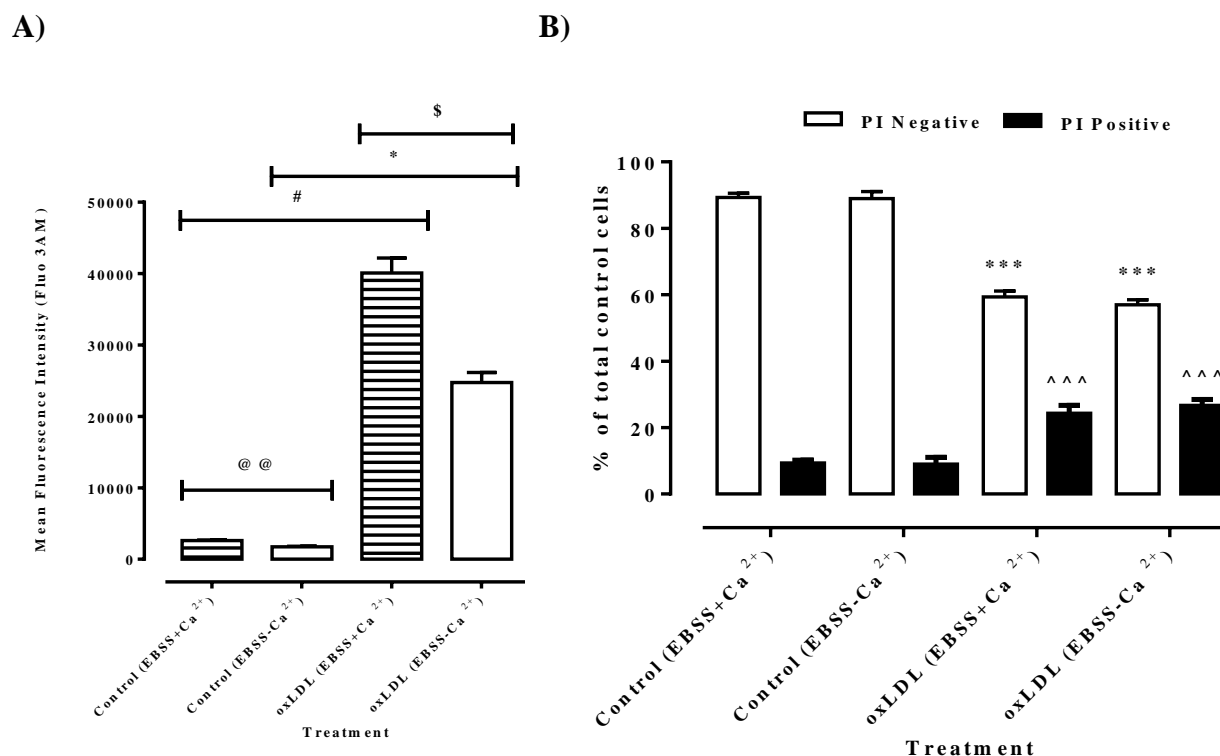 A)
B)
$
*
#
@ @
Mean Fluorescence Intensity (Fluo 3AM)
50000
40000
30000
20000
10000
0
Control (EBSS+Ca 2+)
Control (EBSS-Ca 2+)
oxLDL (EBSS+Ca 2+)
oxLDL (EBSS-Ca 2+)
Treatment
PI Negative
PI Positive
% of total control cells
100
80
60
40
20
0
***
***
^ ^ ^
^ ^ ^
Control (EBSS+Ca 2+)
Control (EBSS-Ca 2+)
oxLDL (EBSS+Ca 2+)
oxLDL (EBSS-Ca 2+)
Treatment